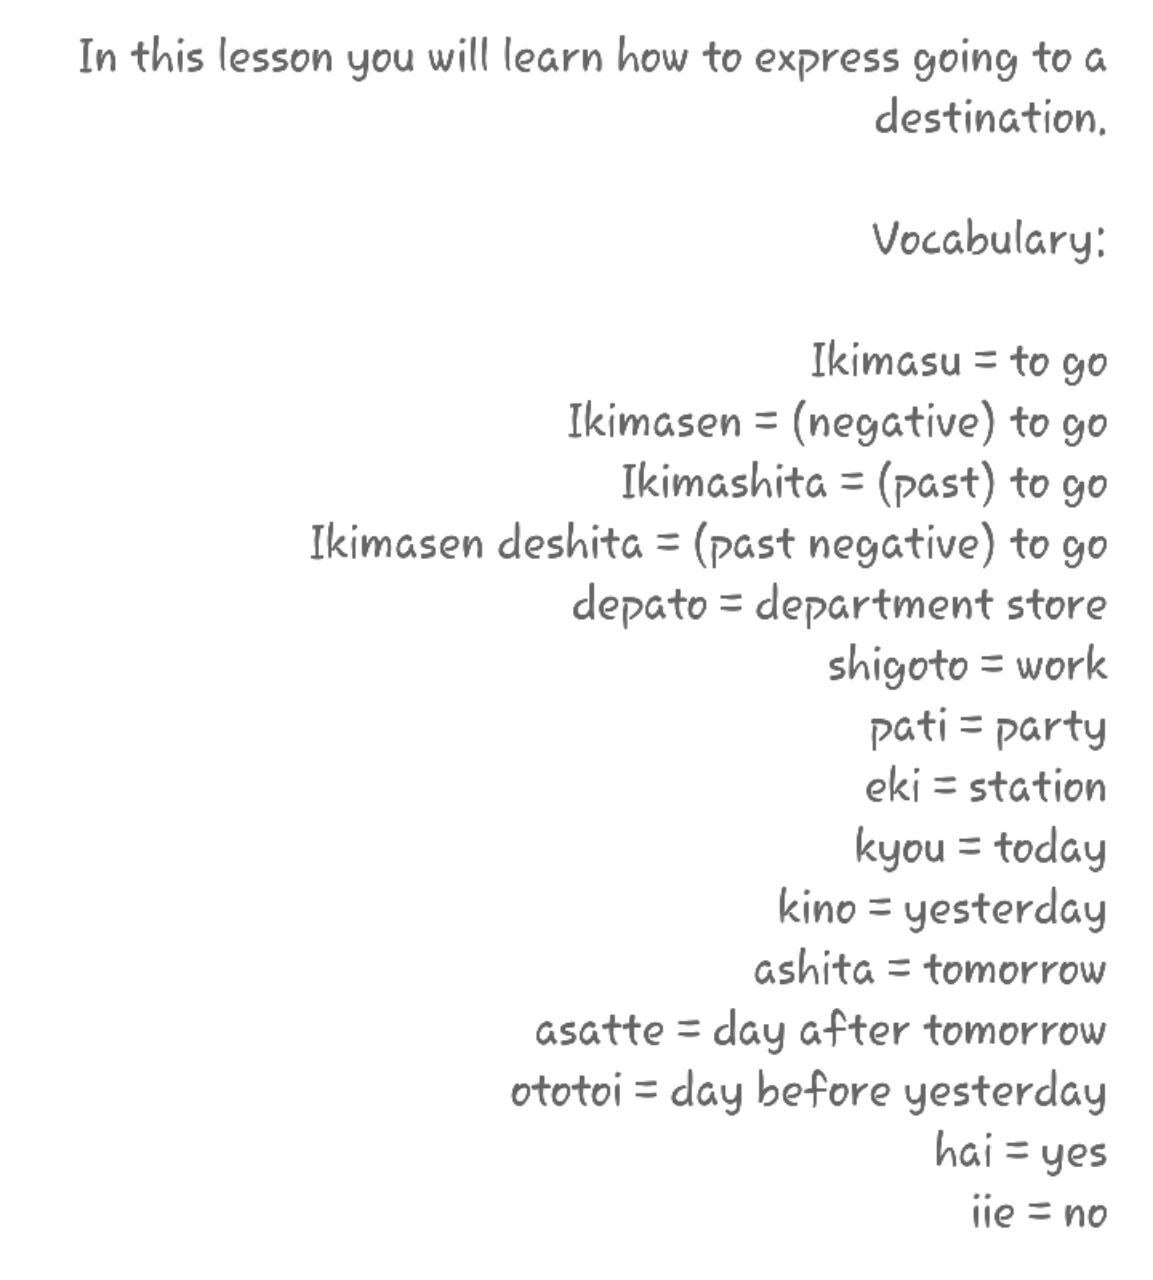 In this lesson you will learn how to express going to a
destination.
Vocabulary:
Ikimasu = to go
Ikimasen = (negative) to go
Ikimashita = (past) to go
Ikimasen deshita = (past negative) to go
depato = department store
shigoto = work
pati = party
eki = station
kyou = today
kino = yesterday
ashita = tomorrow
asatte = day after tomorrow
ototoi = day before yesterday
hai = yes
iie = no